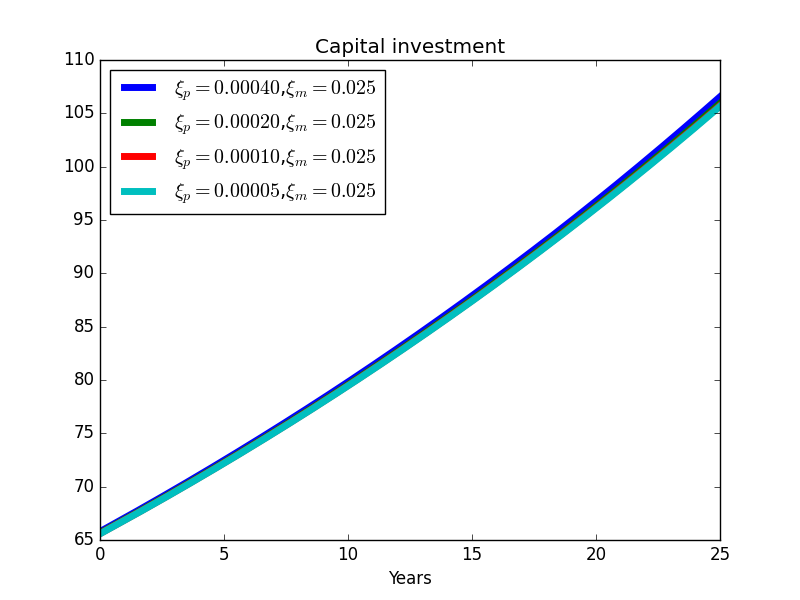 Capital investment
110
105
100
95
90
85
80
75
70
65
ξₚ = 0.00040,ξₘ = 0.025
ξₚ = 0.00020,ξₘ = 0.025
ξₚ = 0.00010,ξₘ = 0.025
ξₚ = 0.00005,ξₘ = 0.025
0 5 10 15 20 25
Years